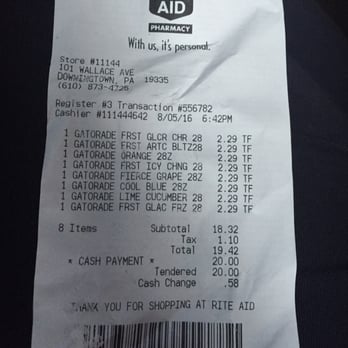 AID
PHARMACY
With us, it's personal.
Store #11144
101 WALLACE AVE
DOWNINGTOWN, PA 19335
(610) 873-4725
Register #3 Transaction #556782
Cashier #111444642 8/05/16 6:42PM
1 GATORADE FRST GLCR CHR 28 2.29 TF
1 GATORADE FRST ARTC BLTZ28 2.29 TF
1 GATORADE ORANGE 28Z 2.29 TF
1 GATORADE FRST ICY CHNG 28 2.29 TF
1 GATORADE FIERCE GRAPE 28Z 2.29 TF
1 GATORADE COOL BLUE 28Z 2.29 TF
1 GATORADE LIME CUCUMBER 28 2.29 TF
1 GATORADE FRST GLAC FRZ 28 2.29 TF
8 Items Subtotal 18.32
Tax 1.10
Total 19.42
* CASH PAYMENT * 20.00
Tendered 20.00
Cash Change .58
THANK YOU FOR SHOPPING AT RITE AID